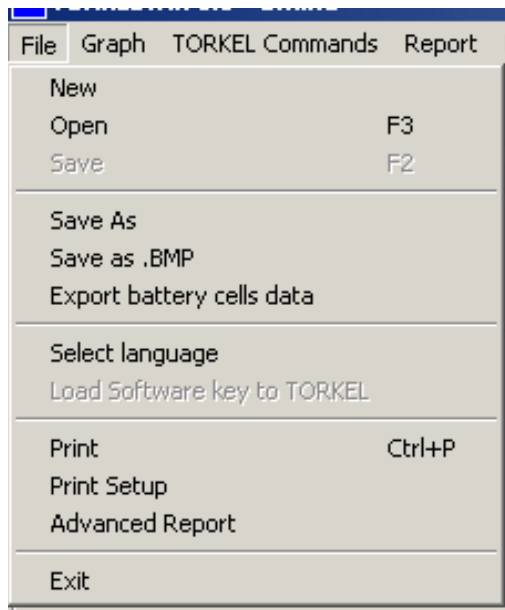 File Graph TORKEL Commands Report
New
Open F3
Save F2
Save As
Save as .BMP
Export battery cells data
Select language
Load Software key to TORKEL
Print Ctrl+P
Print Setup
Advanced Report
Exit